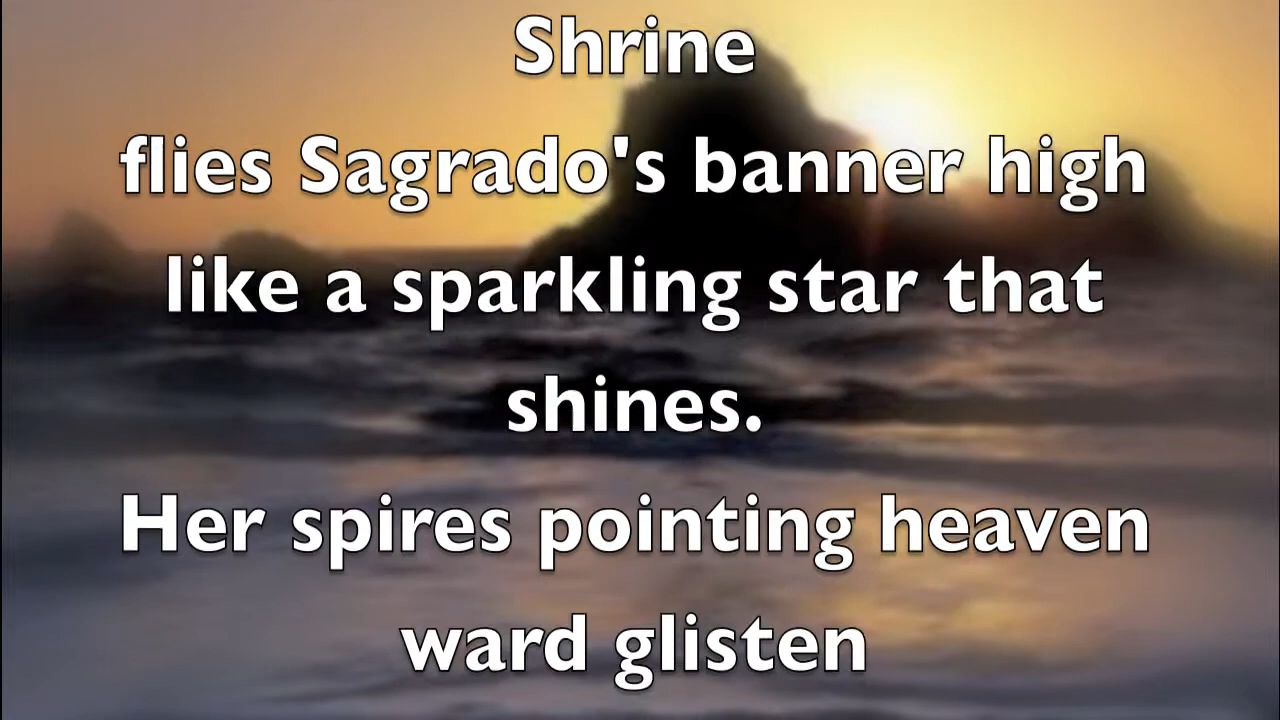 Shrine
flies Sagrado's banner high
like a sparkling star that
shines.
Her spires pointing heaven
ward glisten